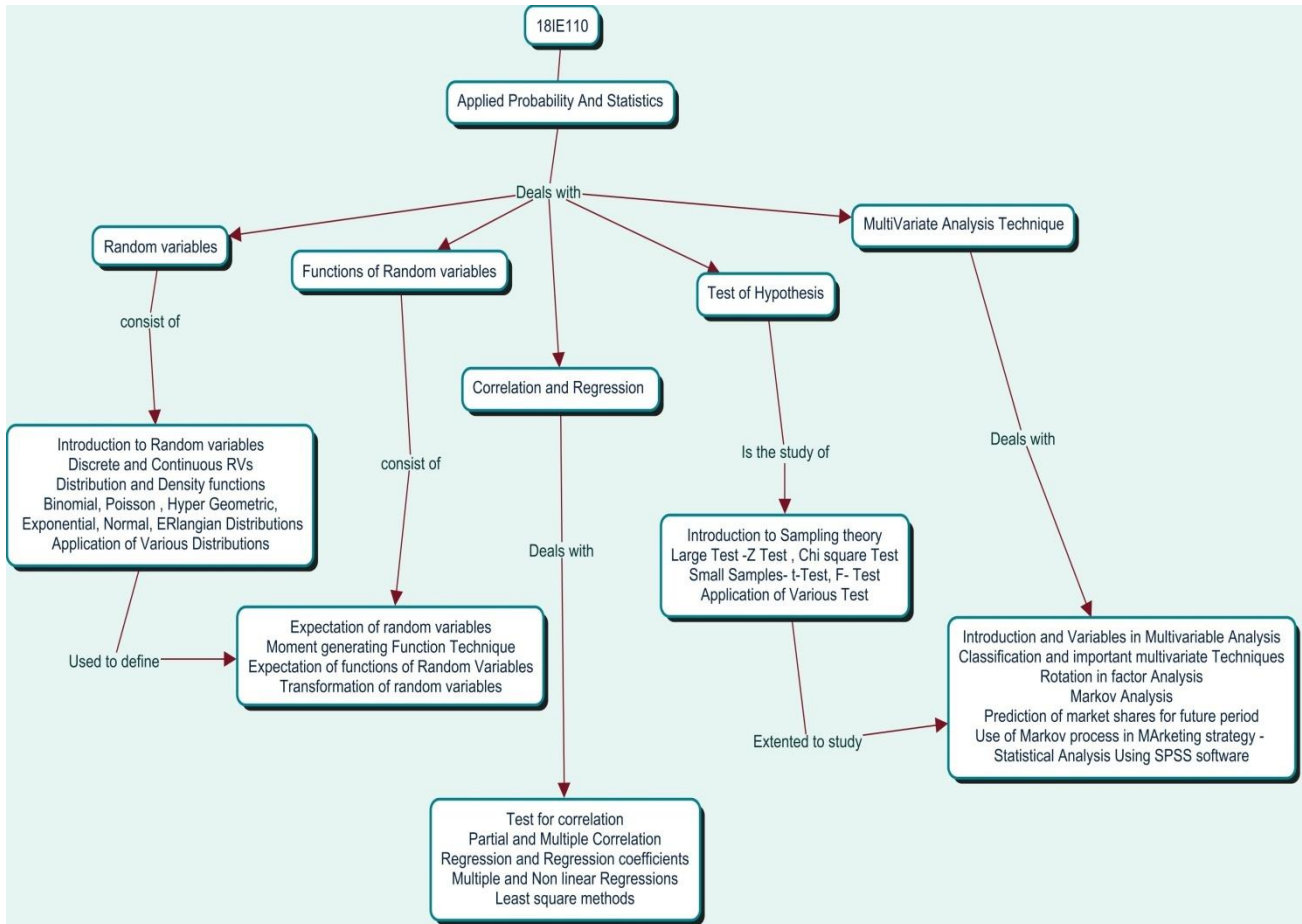 18IE110
Applied Probability And Statistics
Deals with
Random variables
Functions of Random variables
Correlation and Regression
Test of Hypothesis
MultiVariate Analysis Technique
consist of
Introduction to Random variables
Discrete and Continuous RVs
Distribution and Density functions
Binomial, Poisson , Hyper Geometric,
Exponential, Normal, ERlangian Distributions
Application of Various Distributions
Used to define
consist of
Expectation of random variables
Moment generating Function Technique
Expectation of functions of Random Variables
Transformation of random variables
Deals with
Test for correlation
Partial and Multiple Correlation
Regression and Regression coefficients
Multiple and Non linear Regressions
Least square methods
Is the study of
Introduction to Sampling theory
Large Test -Z Test , Chi square Test
Small Samples- t-Test, F- Test
Application of Various Test
Extented to study
Deals with
Introduction and Variables in Multivariable Analysis
Classification and important multivariate Techniques
Rotation in factor Analysis
Markov Analysis
Prediction of market shares for future period
Use of Markov process in MArketing strategy -
Statistical Analysis Using SPSS software